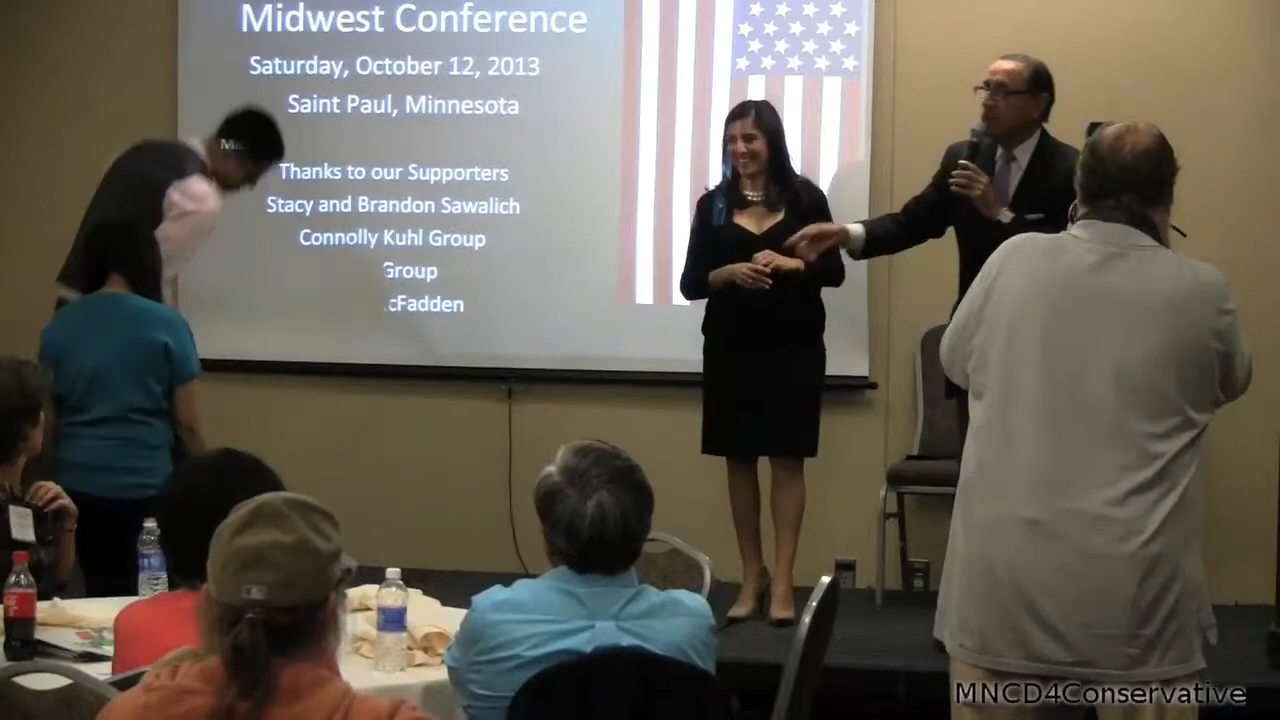 Midwest Conference
Saturday, October 12, 2013
Saint Paul, Minnesota
Thanks to our Supporters
Stacy and Brandon Sawalich
Connolly Kuhl Group
Group
cFadden
MNCD4Conservative